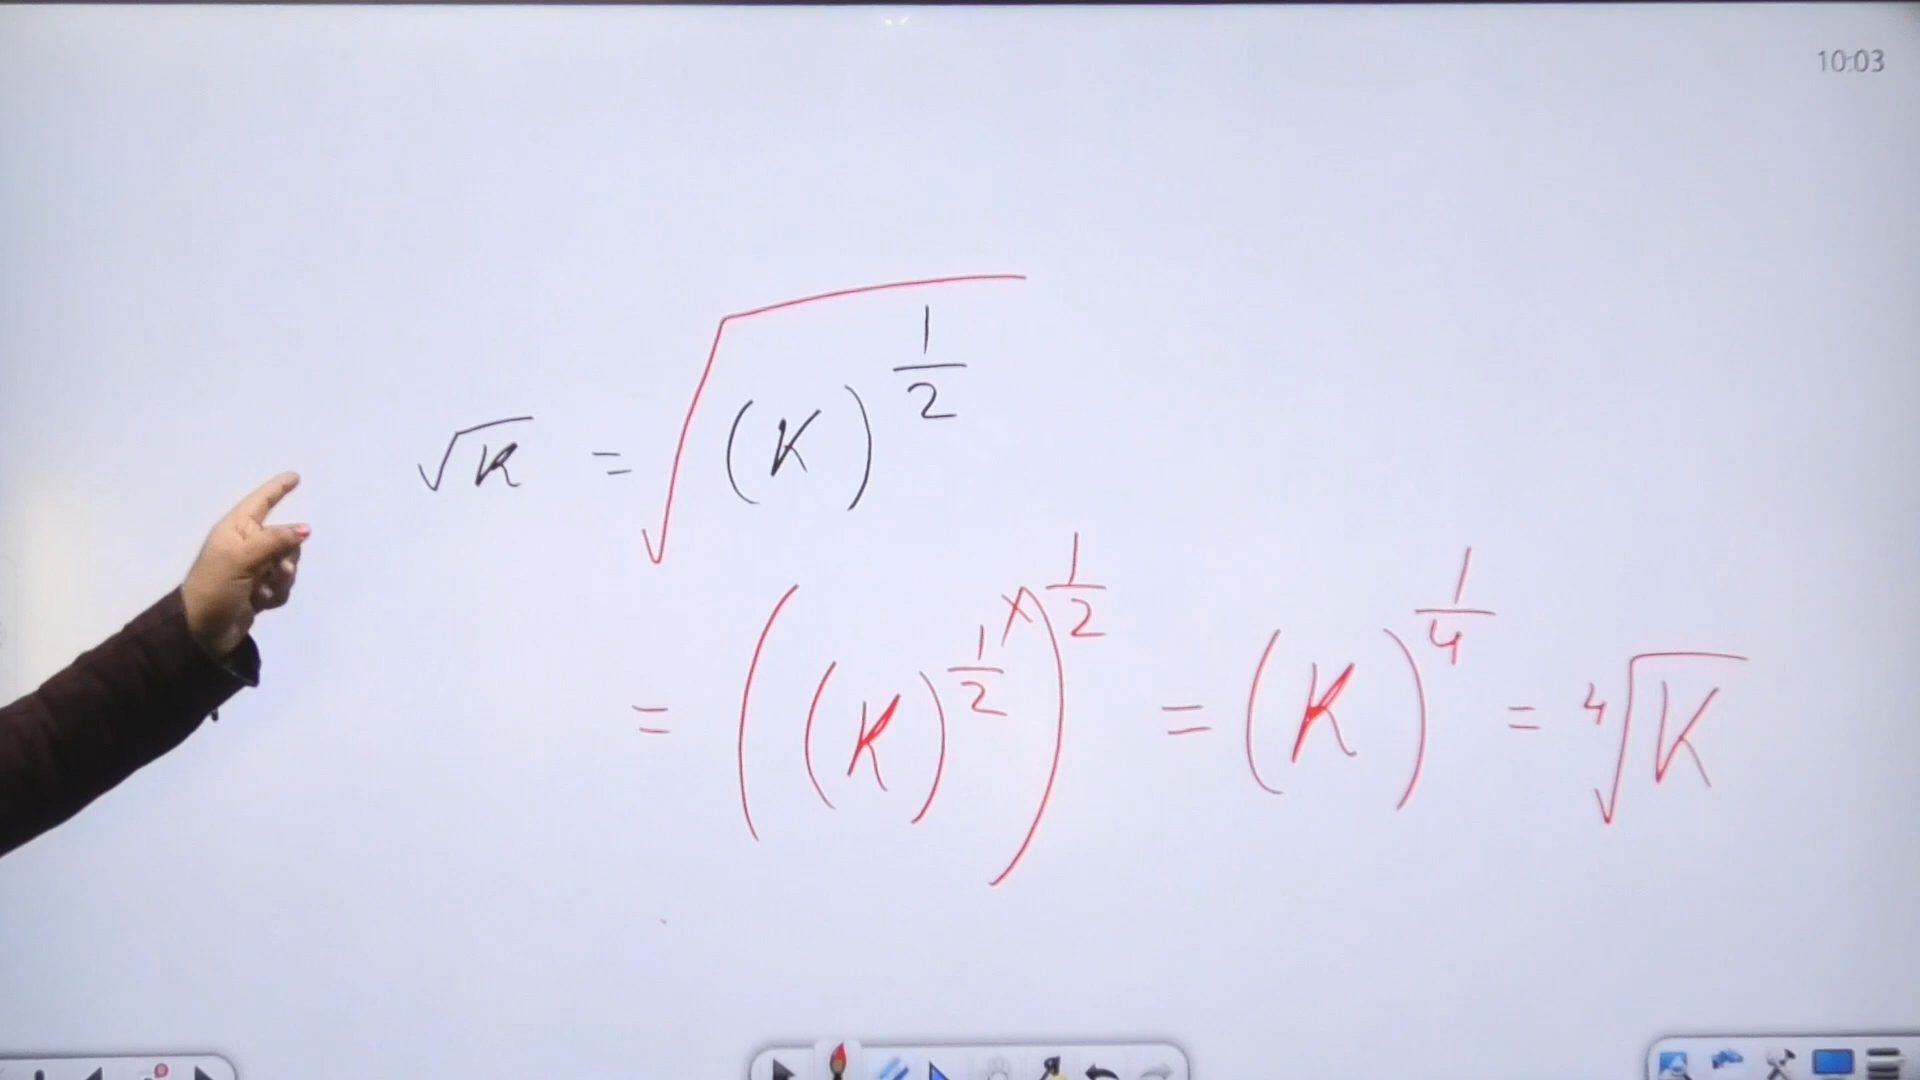 10:03
√K = √(K)^{1/2}
= ((K)^{1/2 ×})^{1/2} = (K)^{1/4} = ⁴√K